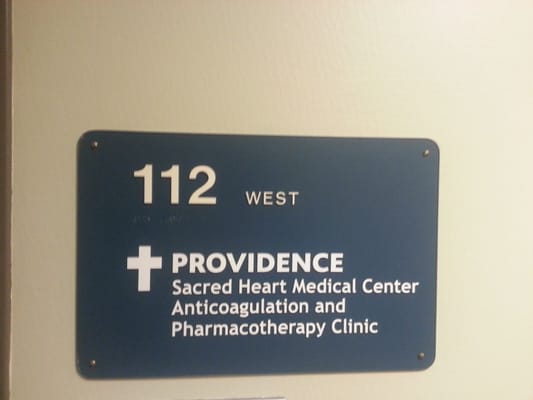 112 WEST
PROVIDENCE
Sacred Heart Medical Center
Anticoagulation and
Pharmacotherapy Clinic